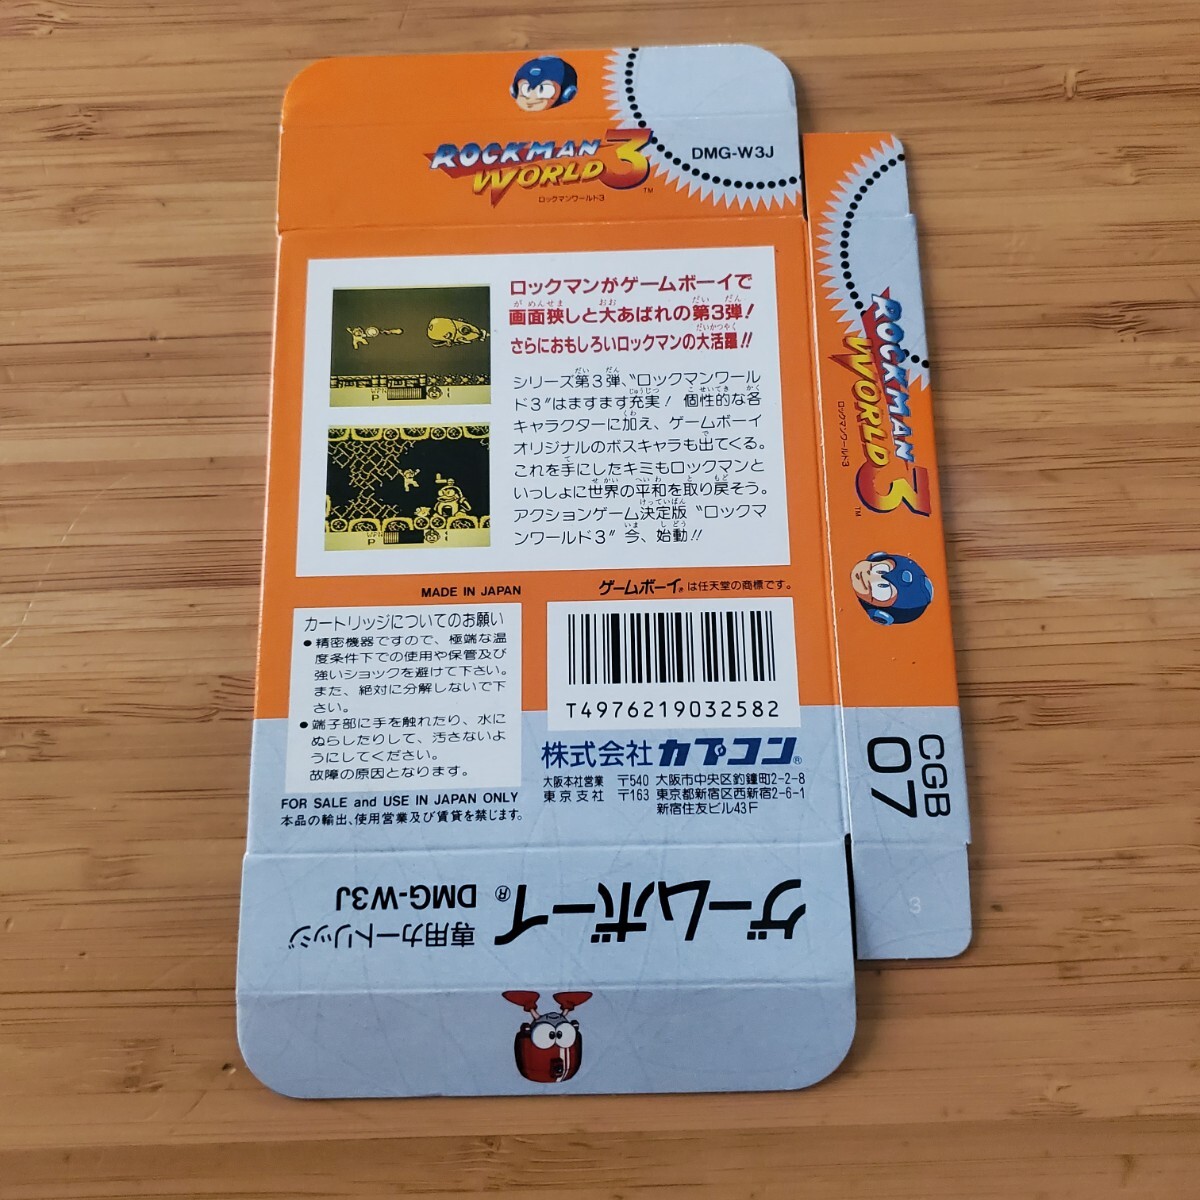 ROCKMAN
WORLD3™
ロックマンワールド3
DMG-W3J
ロックマンがゲームボーイで
画面狭しと大あばれの第3弾!
さらにおもしろいロックマンの大活躍!!
シリーズ第3弾、"ロックマンワール
ド3"はますます充実! 個性的な各
キャラクターに加え、ゲームボーイ
オリジナルのボスキャラも出てくる。
これを手にしたキミもロックマンと
いっしょに世界の平和を取り戻そう。
アクションゲーム決定版 "ロックマ
ンワールド3" 今、始動!!
MADE IN JAPAN
ゲームボーイ®は任天堂の商標です。
カートリッジについてのお願い
●精密機器ですので、極端な温
度条件下での使用や保管及び
強いショックを避けて下さい。
また、絶対に分解しないで下
さい。
●端子部に手を触れたり、水に
ぬらしたりして、汚さないよ
うにしてください。
故障の原因となります。
T4976219032582
株式会社カプコン®
大阪本社営業 〒540 大阪市中央区釣鐘町2-2-8
東京支社 〒163 東京都新宿区西新宿2-6-1
新宿住友ビル43F
FOR SALE and USE IN JAPAN ONLY
本品の輸出、使用営業及び賃貸を禁じます。
ゲームボーイ®
DMG-W3J
専用カートリッジ
ROCKMAN
WORLD3™
ロックマンワールド3
CGB
07
3